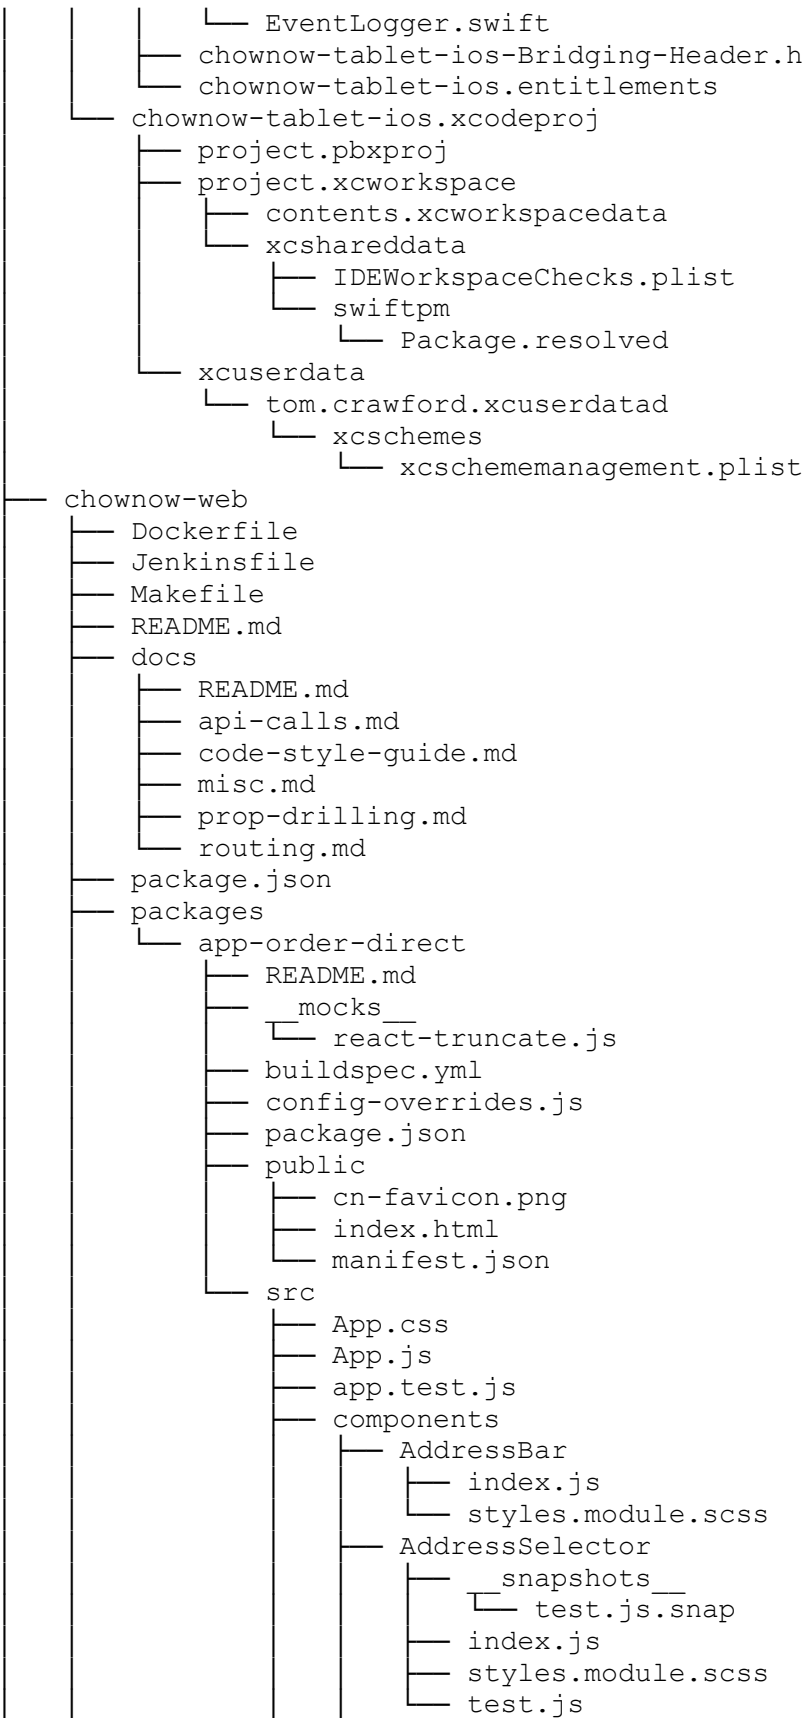 │   │   │   └── EventLogger.swift
│   │   ├── chownow-tablet-ios-Bridging-Header.h
│   │   └── chownow-tablet-ios.entitlements
│   └── chownow-tablet-ios.xcodeproj
│       ├── project.pbxproj
│       ├── project.xcworkspace
│       │   ├── contents.xcworkspacedata
│       │   └── xcshareddata
│       │       ├── IDEWorkspaceChecks.plist
│       │       └── swiftpm
│       │           └── Package.resolved
│       └── xcuserdata
│           └── tom.crawford.xcuserdatad
│               └── xcschemes
│                   └── xcschememanagement.plist
├── chownow-web
│   ├── Dockerfile
│   ├── Jenkinsfile
│   ├── Makefile
│   ├── README.md
│   ├── docs
│   │   ├── README.md
│   │   ├── api-calls.md
│   │   ├── code-style-guide.md
│   │   ├── misc.md
│   │   ├── prop-drilling.md
│   │   └── routing.md
│   ├── package.json
│   ├── packages
│   │   └── app-order-direct
│   │       ├── README.md
│   │       ├── __mocks__
│   │       │   └── react-truncate.js
│   │       ├── buildspec.yml
│   │       ├── config-overrides.js
│   │       ├── package.json
│   │       ├── public
│   │       │   ├── cn-favicon.png
│   │       │   ├── index.html
│   │       │   └── manifest.json
│   │       └── src
│   │           ├── App.css
│   │           ├── App.js
│   │           ├── app.test.js
│   │           ├── components
│   │           │   ├── AddressBar
│   │           │   │   ├── index.js
│   │           │   │   └── styles.module.scss
│   │           │   ├── AddressSelector
│   │           │   │   ├── __snapshots__
│   │           │   │   │   └── test.js.snap
│   │           │   │   ├── index.js
│   │           │   │   ├── styles.module.scss
│   │           │   │   └── test.js